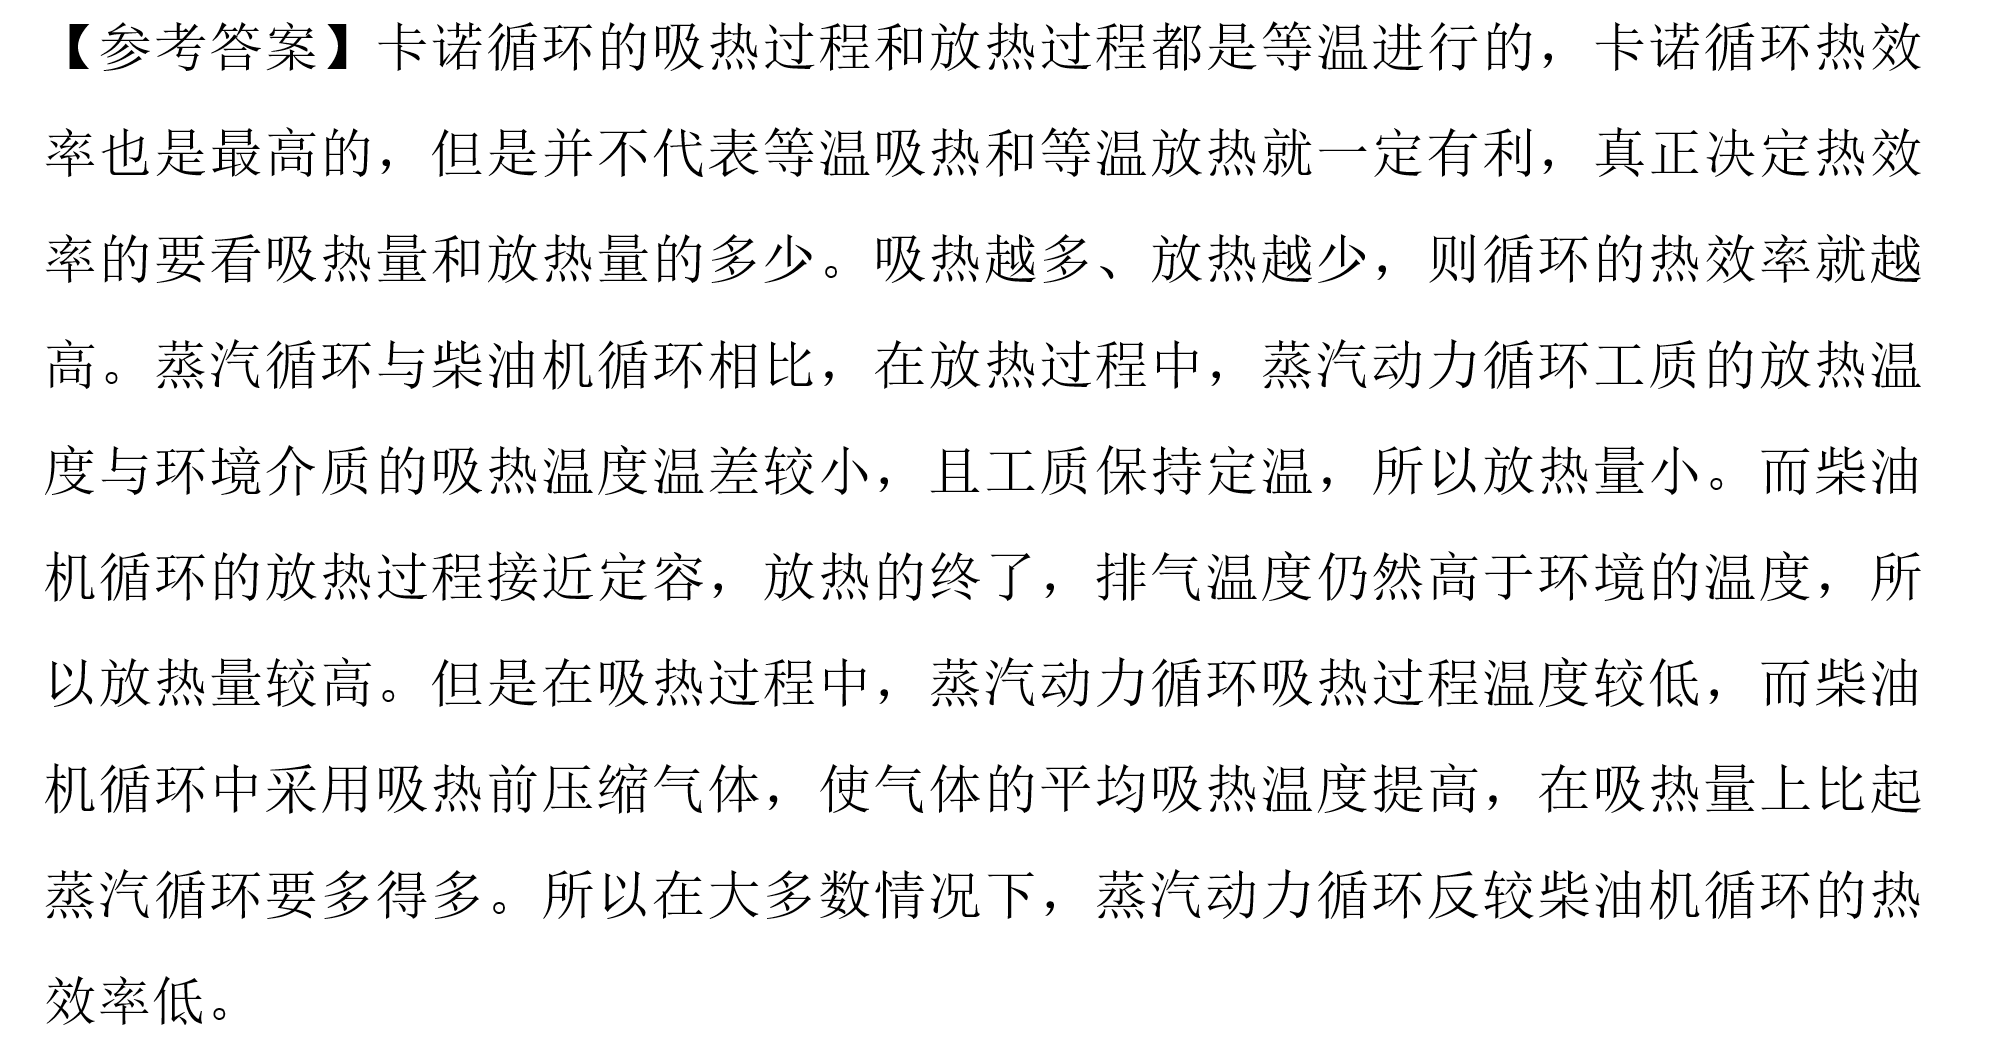 【参考答案】卡诺循环的吸热过程和放热过程都是等温进行的，卡诺循环热效
率也是最高的，但是并不代表等温吸热和等温放热就一定有利，真正决定热效
率的要看吸热量和放热量的多少。吸热越多、放热越少，则循环的热效率就越
高。蒸汽循环与柴油机循环相比，在放热过程中，蒸汽动力循环工质的放热温
度与环境介质的吸热温度温差较小，且工质保持定温，所以放热量小。而柴油
机循环的放热过程接近定容，放热的终了，排气温度仍然高于环境的温度，所
以放热量较高。但是在吸热过程中，蒸汽动力循环吸热过程温度较低，而柴油
机循环中采用吸热前压缩气体，使气体的平均吸热温度提高，在吸热量上比起
蒸汽循环要多得多。所以在大多数情况下，蒸汽动力循环反较柴油机循环的热
效率低。